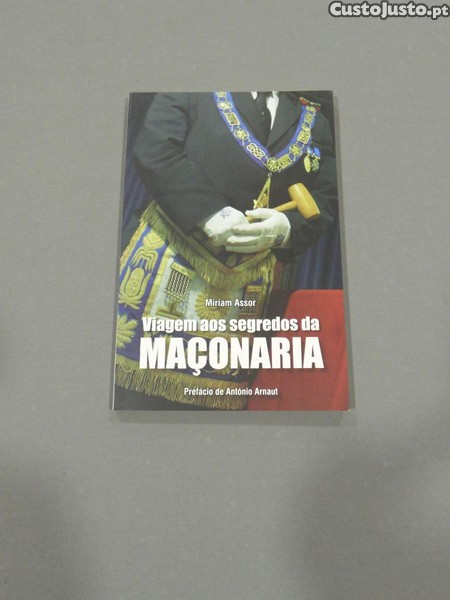 CustoJusto.pt
Miriam Assor
Viagem aos segredos da
MAÇONARIA
Prefácio de António Arnaut